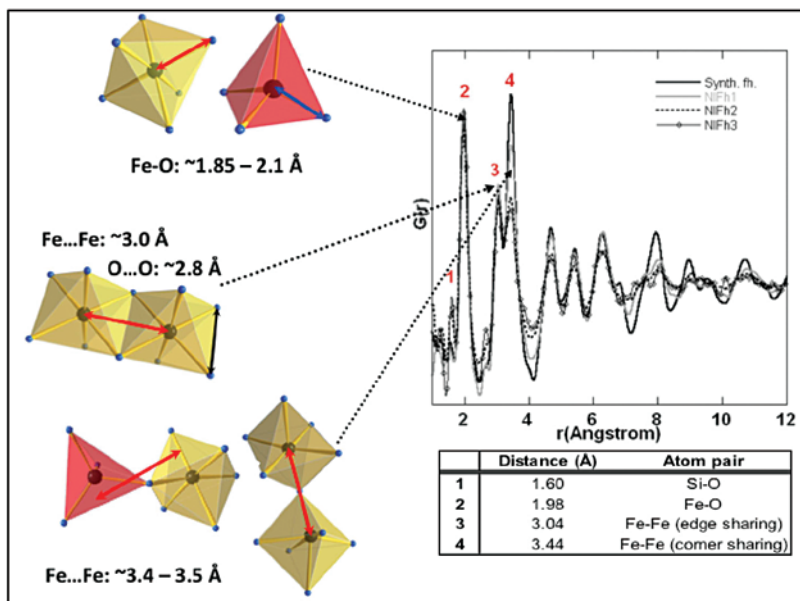 Fe-O: ~1.85 – 2.1 Å
Fe...Fe: ~3.0 Å
O...O: ~2.8 Å
Fe...Fe: ~3.4 – 3.5 Å
G(r)
1
2
3
4
Synth. fh.
NIFh1
NIFh2
NIFh3
2 4 6 8 10 12
r(Angstrom)
Distance (Å) Atom pair
1 1.60 Si-O
2 1.98 Fe-O
3 3.04 Fe-Fe (edge sharing)
4 3.44 Fe-Fe (corner sharing)